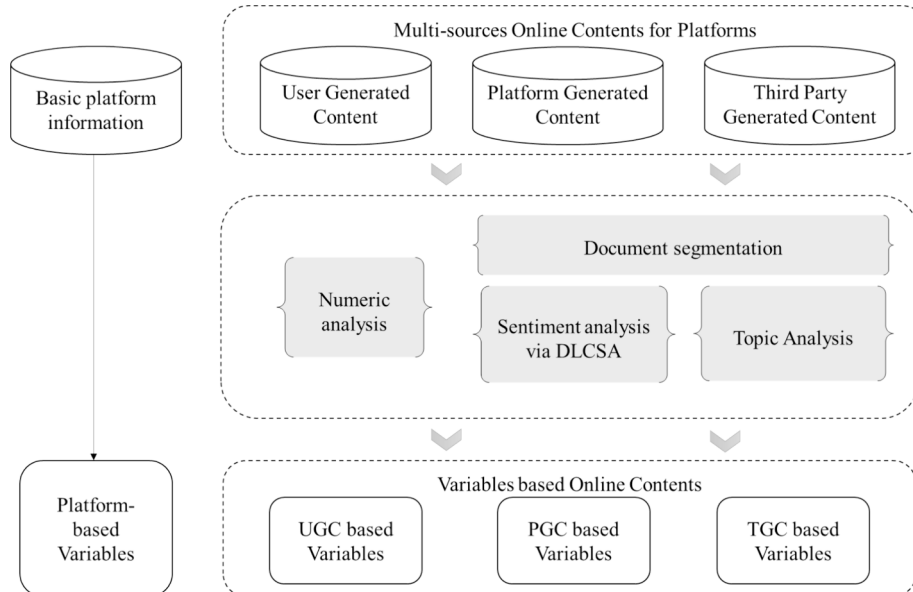 Multi-sources Online Contents for Platforms
Basic platform
information
User Generated
Content
Platform Generated
Content
Third Party
Generated Content
Document segmentation
Numeric
analysis
Sentiment analysis
via DLCSA
Topic Analysis
Variables based Online Contents
Platform-
based
Variables
UGC based
Variables
PGC based
Variables
TGC based
Variables